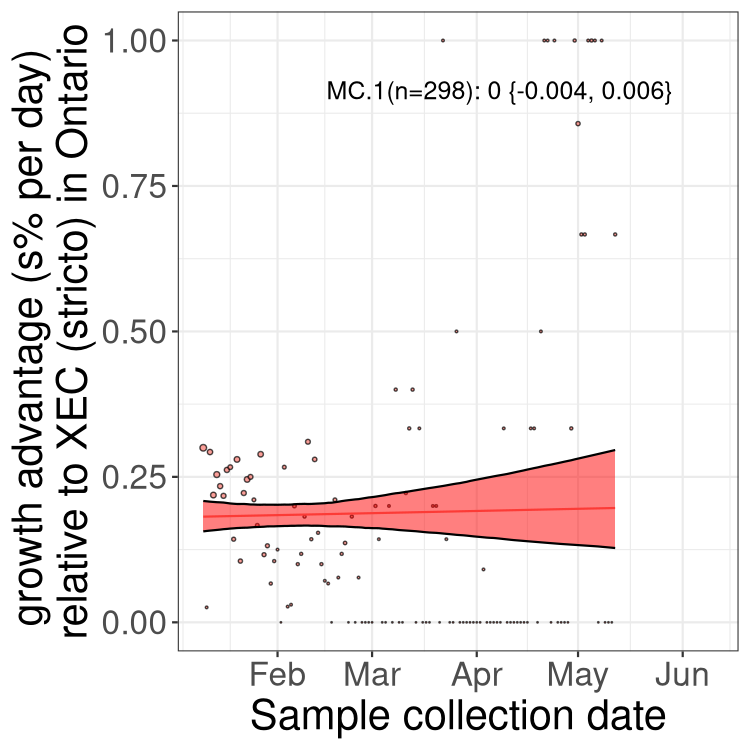 growth advantage (s% per day)
relative to XEC (stricto) in Ontario
1.00
0.75
0.50
0.25
0.00
MC.1(n=298): 0 {-0.004, 0.006}
Feb Mar Apr May Jun
Sample collection date